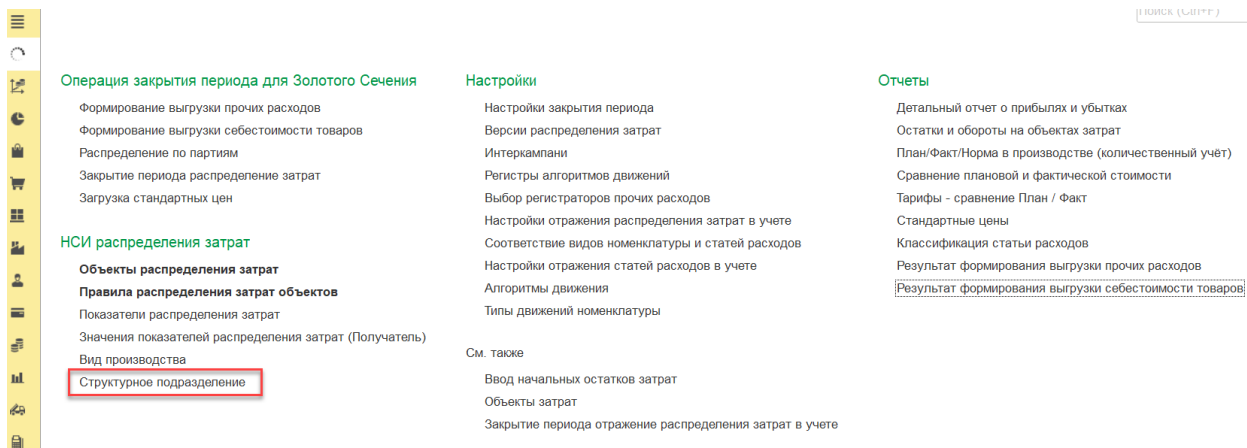 Поиск (Ctrl+F)
Операция закрытия периода для Золотого Сечения
Формирование выгрузки прочих расходов
Формирование выгрузки себестоимости товаров
Распределение по партиям
Закрытие периода распределение затрат
Загрузка стандартных цен
НСИ распределения затрат
Объекты распределения затрат
Правила распределения затрат объектов
Показатели распределения затрат
Значения показателей распределения затрат (Получатель)
Вид производства
Структурное подразделение
Настройки
Настройки закрытия периода
Версии распределения затрат
Интеркампани
Регистры алгоритмов движений
Выбор регистраторов прочих расходов
Настройки отражения распределения затрат в учете
Соответствие видов номенклатуры и статей расходов
Настройки отражения статей расходов в учете
Алгоритмы движения
Типы движений номенклатуры
См. также
Ввод начальных остатков затрат
Объекты затрат
Закрытие периода отражение распределения затрат в учете
Отчеты
Детальный отчет о прибылях и убытках
Остатки и обороты на объектах затрат
План/Факт/Норма в производстве (количественный учёт)
Сравнение плановой и фактической стоимости
Тарифы - сравнение План / Факт
Стандартные цены
Классификация статьи расходов
Результат формирования выгрузки прочих расходов
Результат формирования выгрузки себестоимости товаров